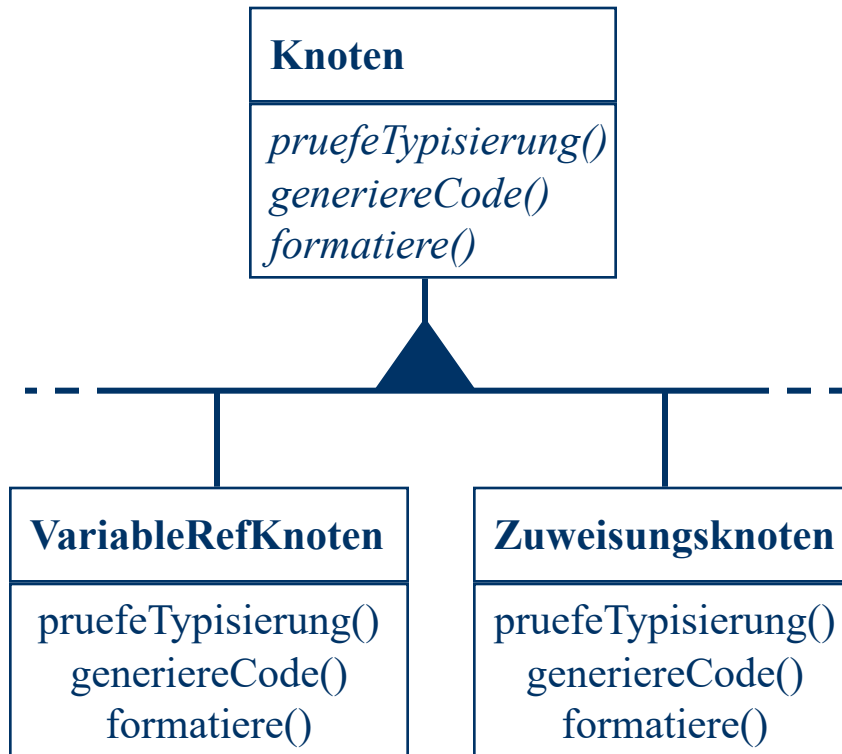 Knoten
pruefeTypisierung()
generiereCode()
formatiere()
VariableRefKnoten
pruefeTypisierung()
generiereCode()
formatiere()
Zuweisungsknoten
pruefeTypisierung()
generiereCode()
formatiere()